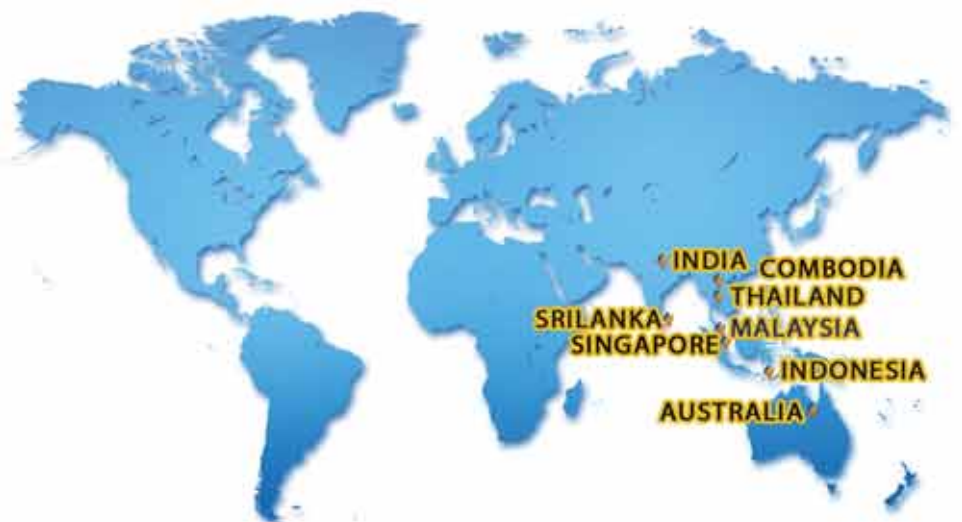 INDIA
COMBODIA
THAILAND
SRILANKA
MALAYSIA
SINGAPORE
INDONESIA
AUSTRALIA